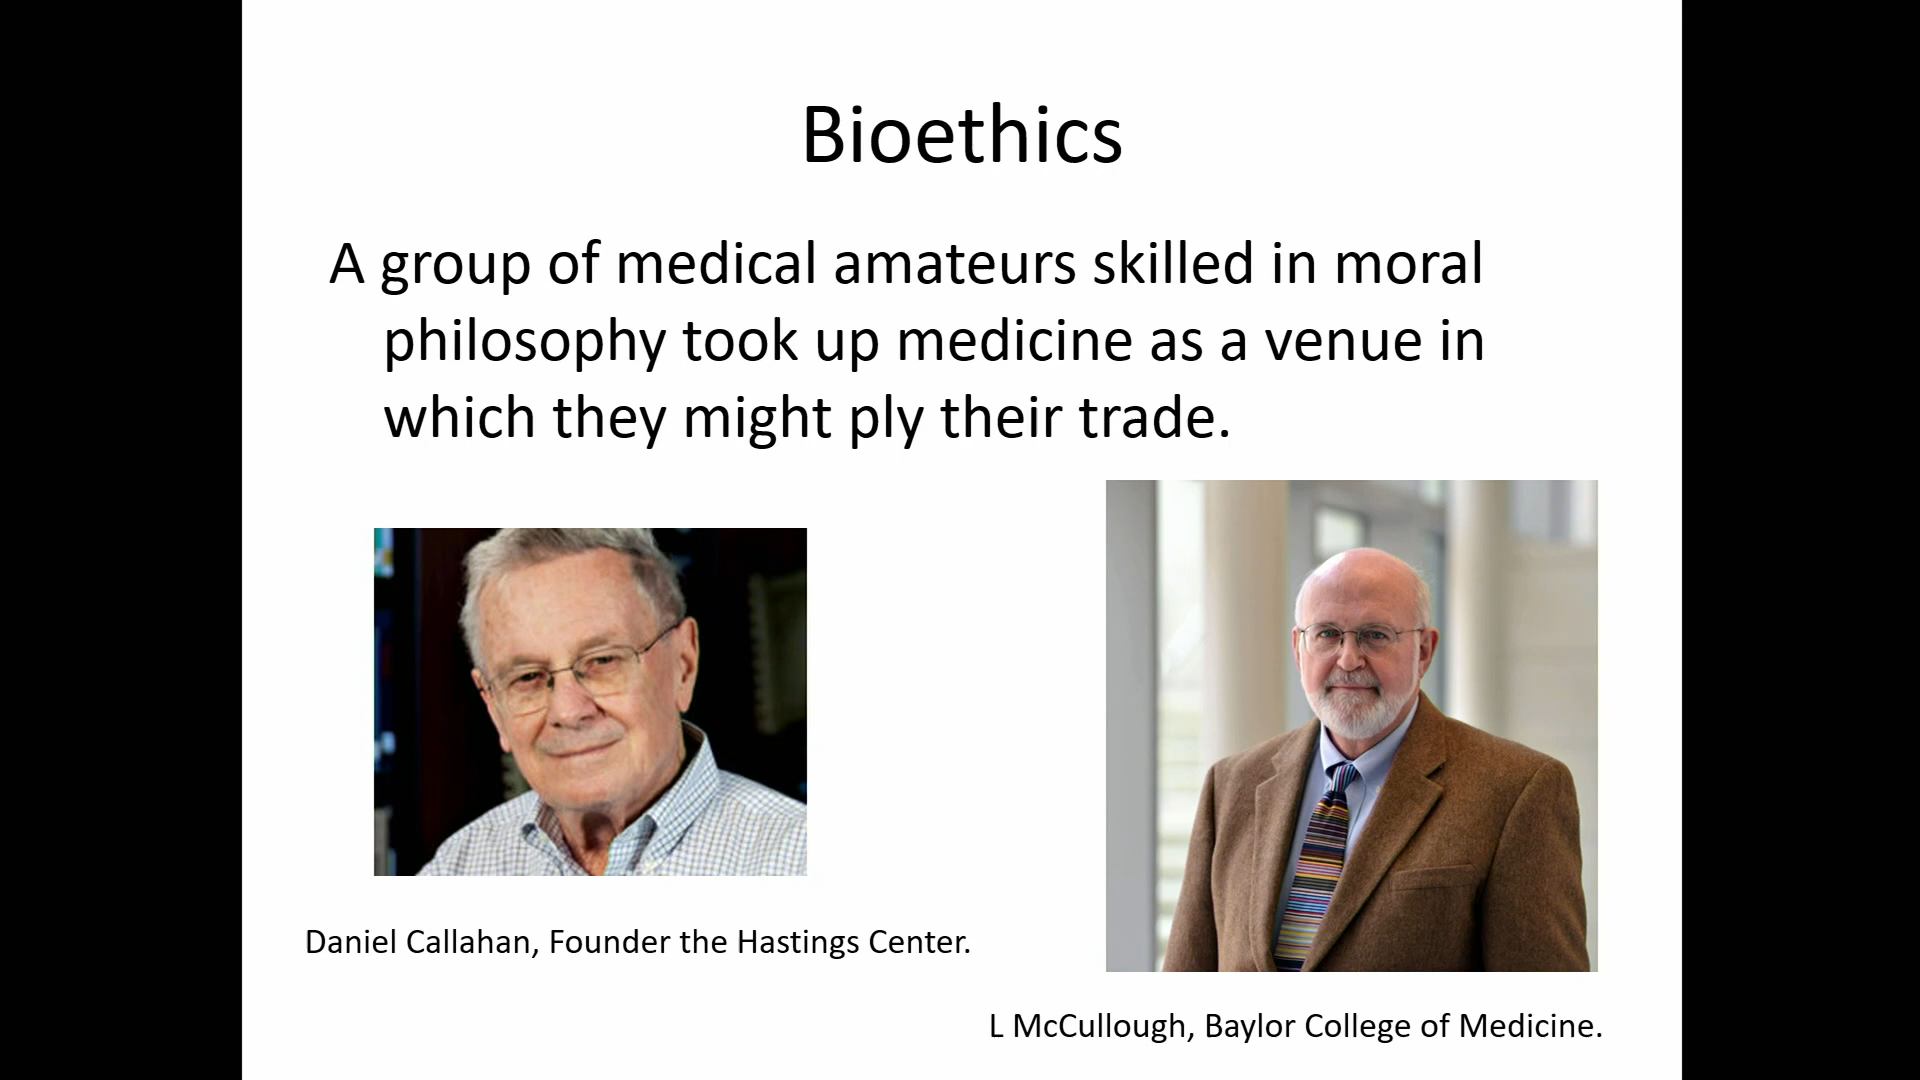 Bioethics
A group of medical amateurs skilled in moral
philosophy took up medicine as a venue in
which they might ply their trade.
Daniel Callahan, Founder the Hastings Center.
L McCullough, Baylor College of Medicine.